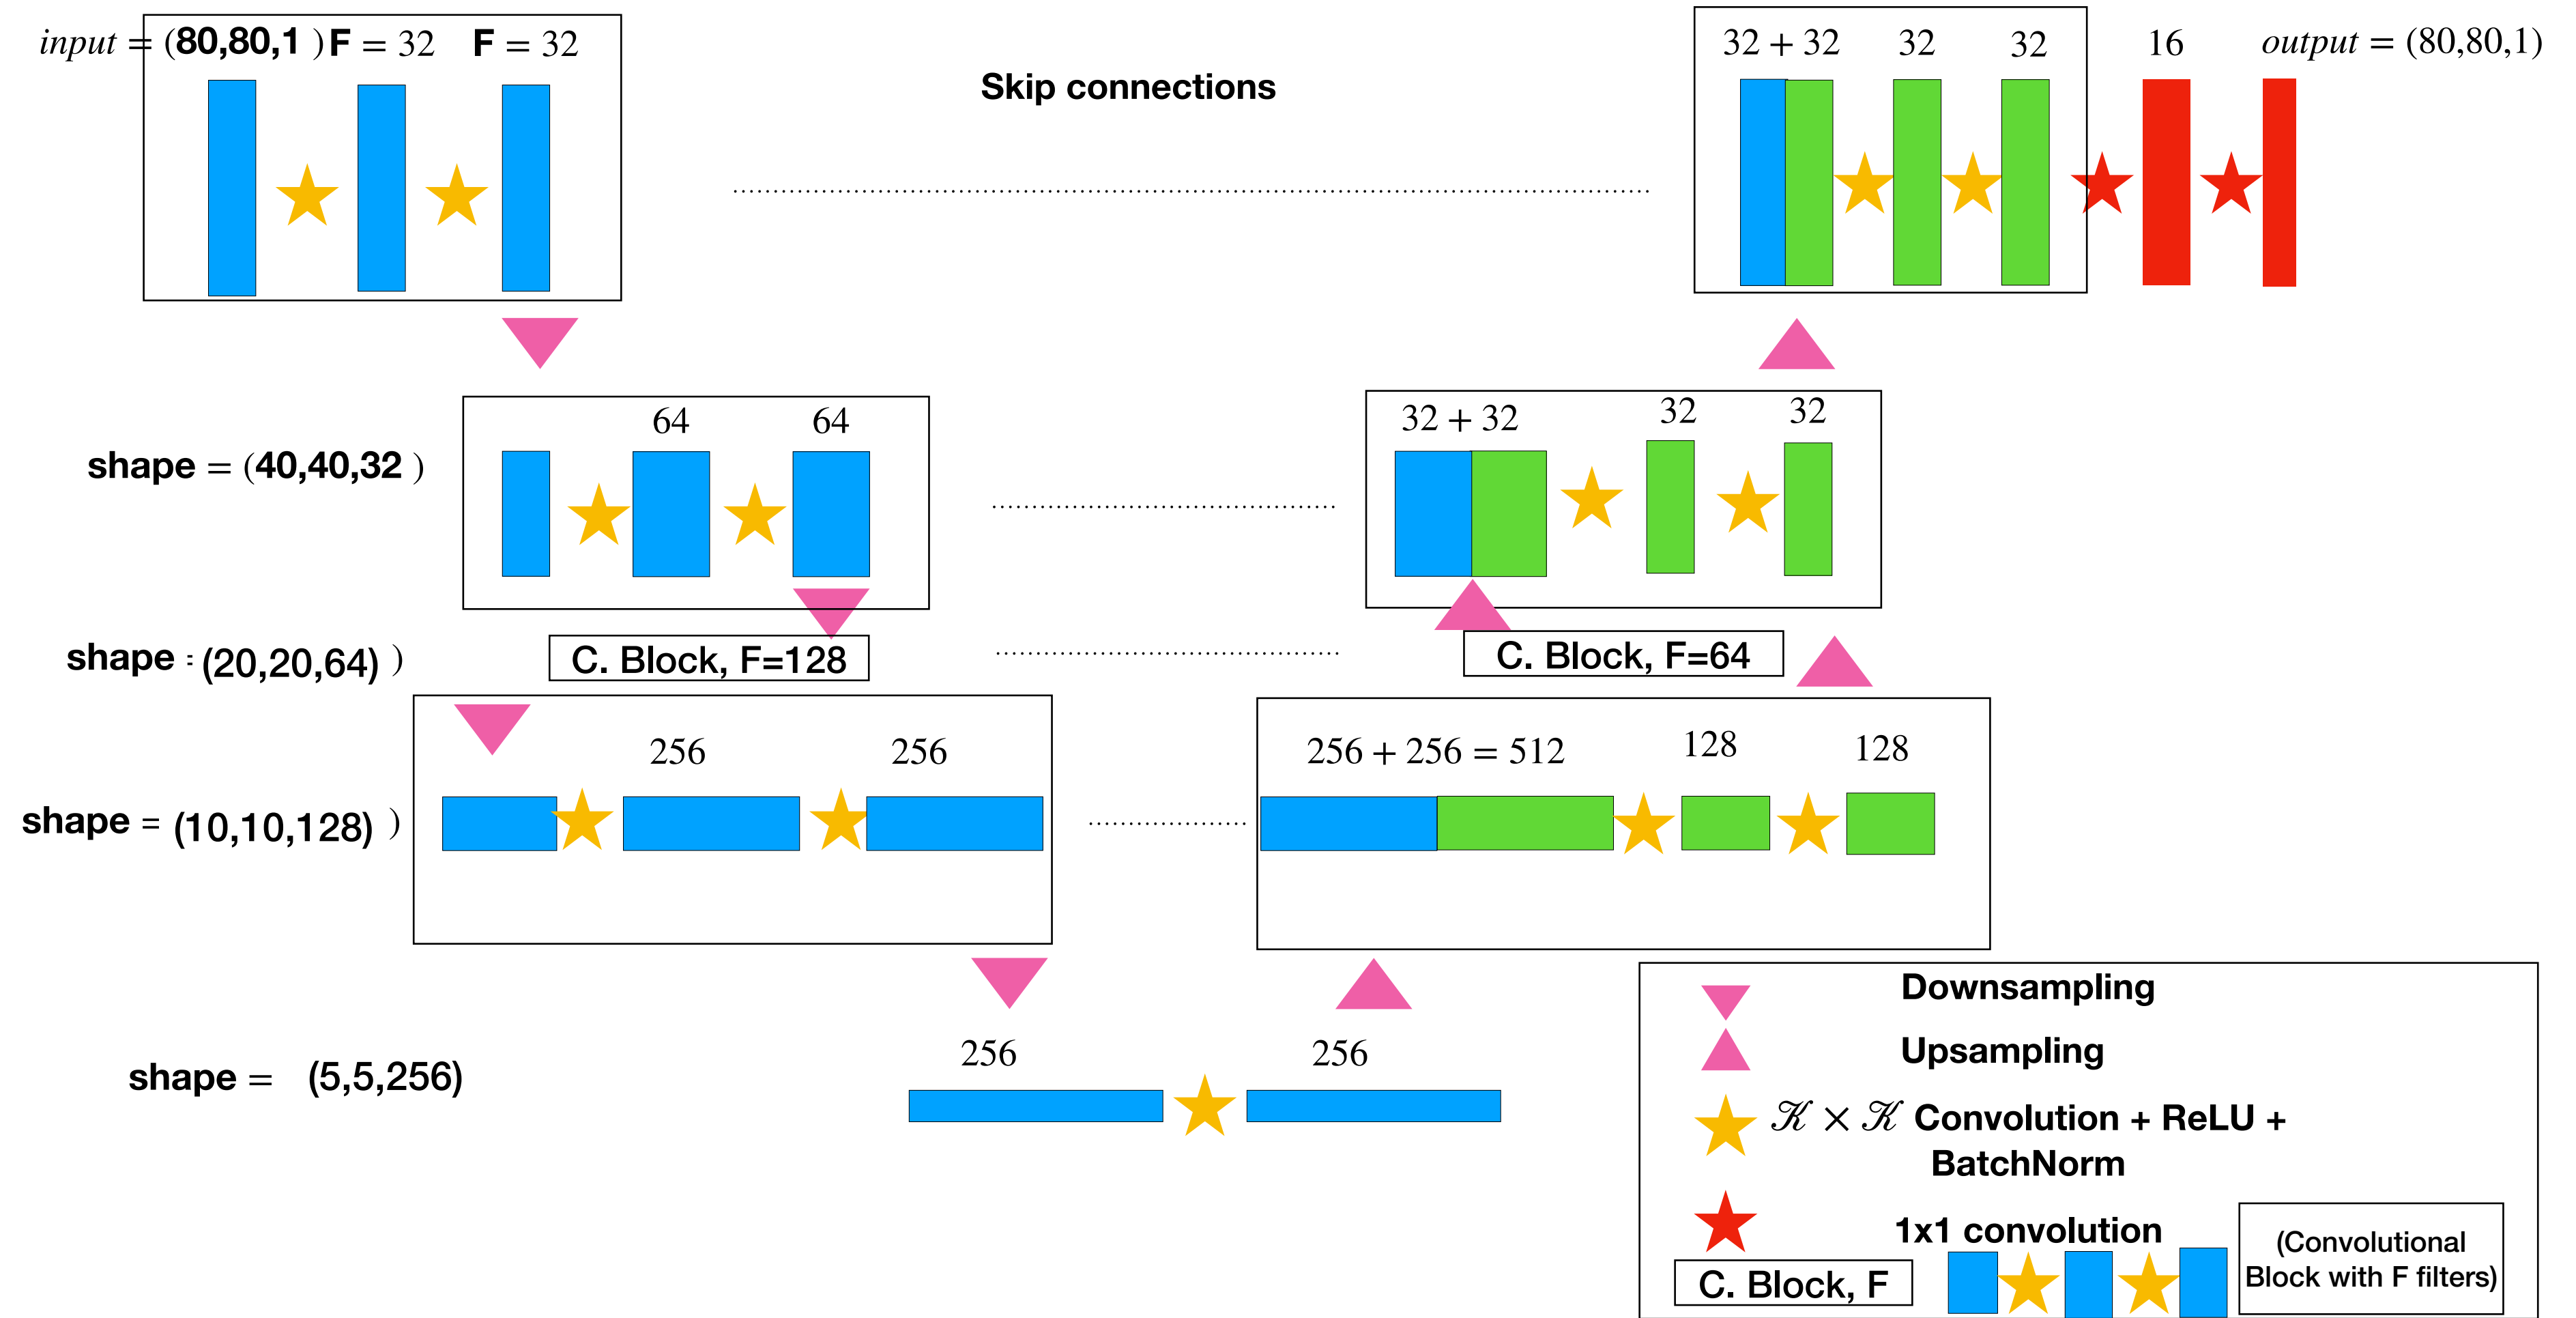 input = (80,80,1 ) F = 32 F = 32
32 + 32 32 32 16 output = (80,80,1)
Skip connections
64 64
32 + 32 32 32
shape = (40,40,32 )
shape : (20,20,64) )
C. Block, F=128
C. Block, F=64
256 256
256 + 256 = 512 128 128
shape = (10,10,128) )
256 256
shape = (5,5,256)
Downsampling
Upsampling
𝒦 × 𝒦 Convolution + ReLU +
BatchNorm
1x1 convolution
C. Block, F
(Convolutional
Block with F filters)